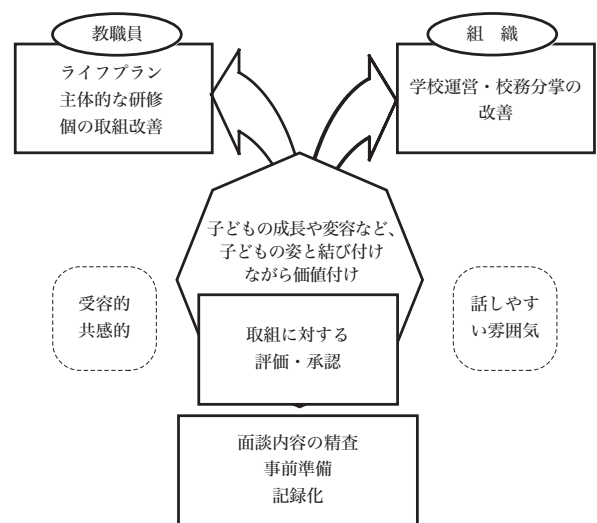 教職員
ライフプラン
主体的な研修
個の取組改善
組　織
学校運営・校務分掌の
改善
子どもの成長や変容など、
子どもの姿と結び付け
ながら価値付け
受容的
共感的
取組に対する
評価・承認
話しやす
い雰囲気
面談内容の精査
事前準備
記録化